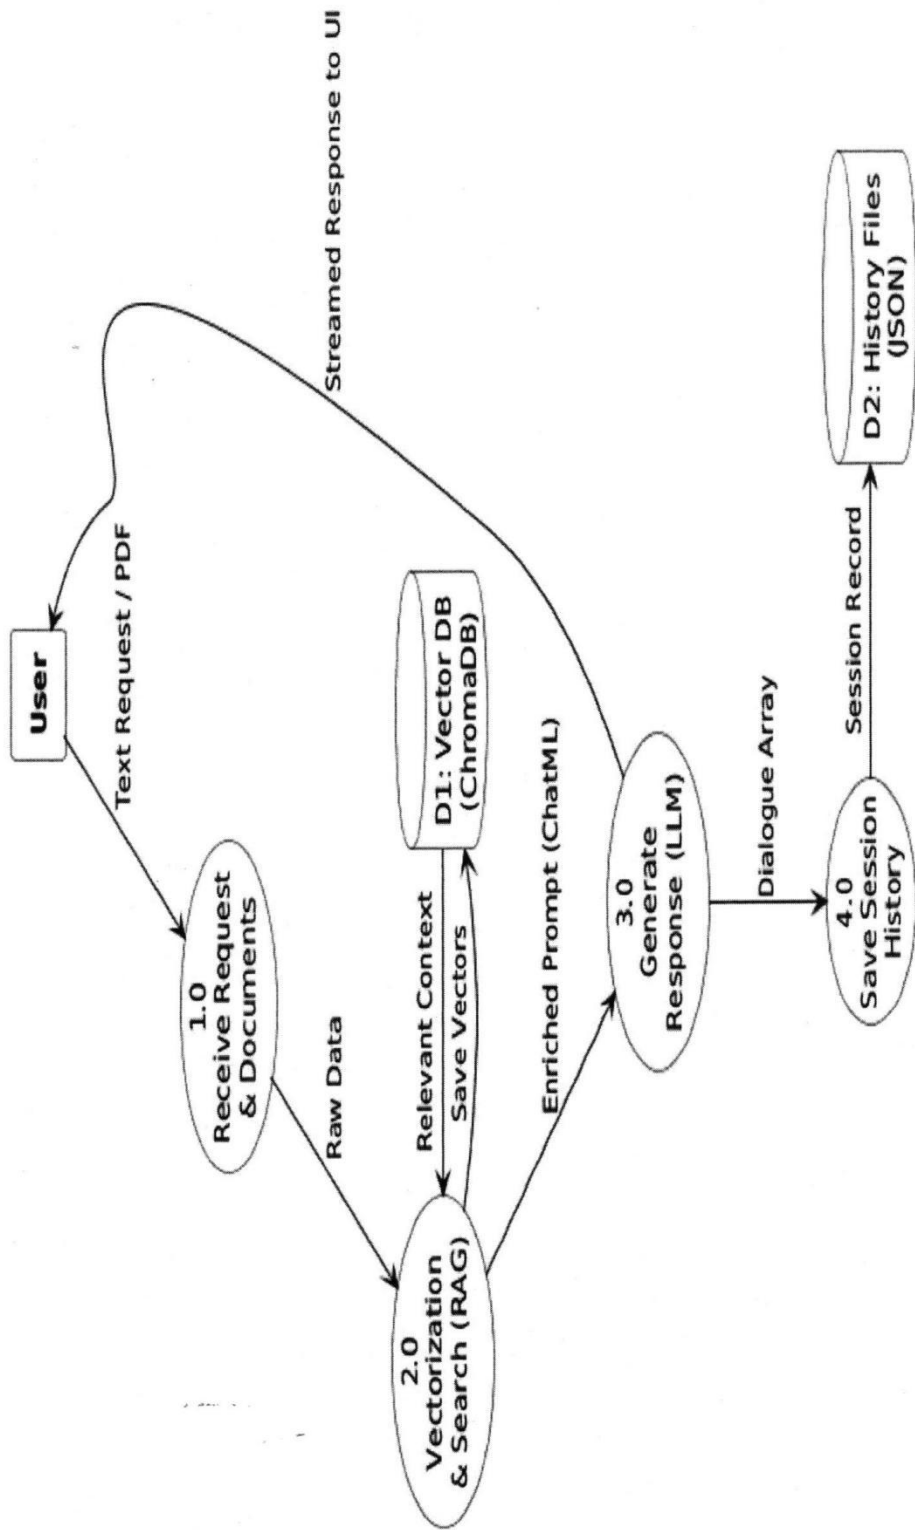 User
Text Request / PDF
Streamed Response to UI
1.0
Receive Request
& Documents
Raw Data
D1: Vector DB
(ChromaDB)
Relevant Context
Save Vectors
2.0
Vectorization
& Search (RAG)
Enriched Prompt (ChatML)
3.0
Generate
Response (LLM)
Dialogue Array
4.0
Save Session
History
Session Record
D2: History Files
(JSON)